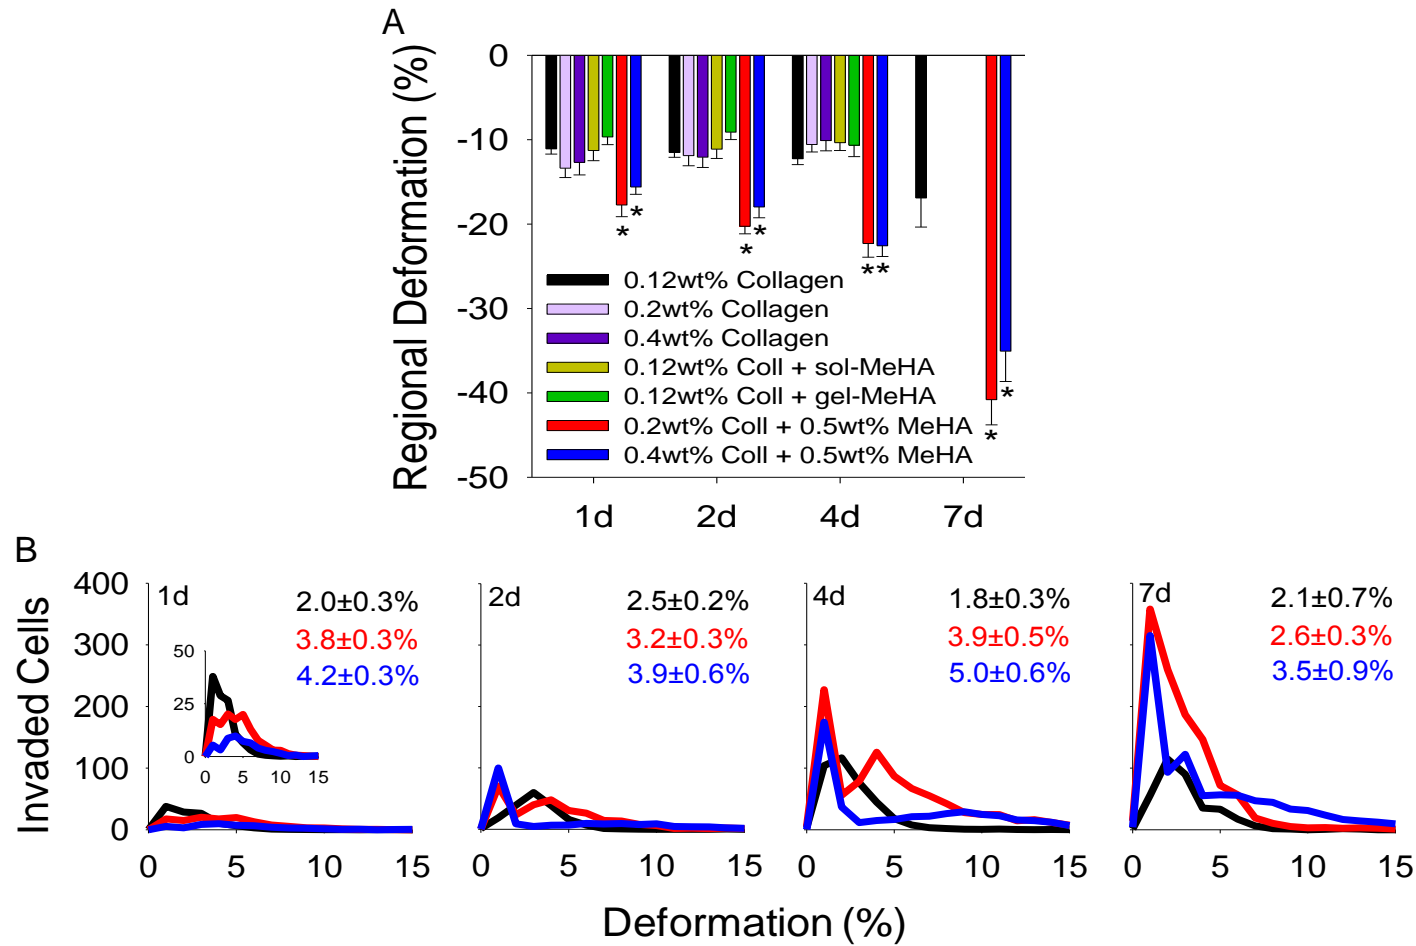 A
Regional Deformation (%)
0
-10
-20
-30
-40
-50
* * * * * * * *
0.12wt% Collagen
0.2wt% Collagen
0.4wt% Collagen
0.12wt% Coll + sol-MeHA
0.12wt% Coll + gel-MeHA
0.2wt% Coll + 0.5wt% MeHA
0.4wt% Coll + 0.5wt% MeHA
1d 2d 4d 7d
B
Invaded Cells
400
300
200
100
0
1d
2.0±0.3%
3.8±0.3%
4.2±0.3%
50
25
0
0 5 10 15
0 5 10 15
2d
2.5±0.2%
3.2±0.3%
3.9±0.6%
0 5 10 15
4d
1.8±0.3%
3.9±0.5%
5.0±0.6%
0 5 10 15
7d
2.1±0.7%
2.6±0.3%
3.5±0.9%
0 5 10 15
Deformation (%)